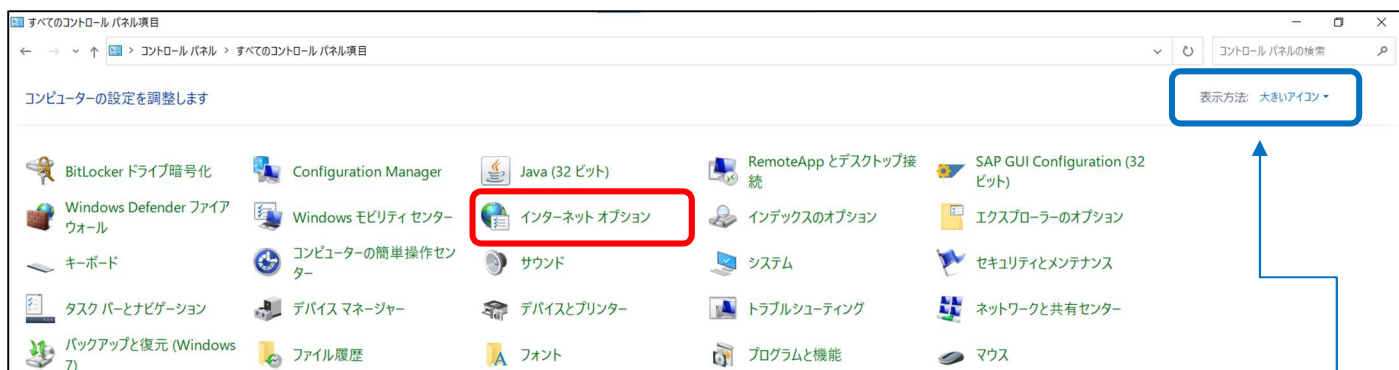 すべてのコントロール パネル項目
コントロール パネル > すべてのコントロール パネル項目
コントロール パネルの検索
コンピューターの設定を調整します
表示方法: 大きいアイコン
BitLocker ドライブ暗号化
Configuration Manager
Java (32 ビット)
RemoteApp とデスクトップ接
続
SAP GUI Configuration (32
ビット)
Windows Defender ファイア
ウォール
Windows モビリティ センター
インターネット オプション
インデックスのオプション
エクスプローラーのオプション
キーボード
コンピューターの簡単操作セン
ター
サウンド
システム
セキュリティとメンテナンス
タスク バーとナビゲーション
デバイス マネージャー
デバイスとプリンター
トラブルシューティング
ネットワークと共有センター
バックアップと復元 (Windows
7)
ファイル履歴
フォント
プログラムと機能
マウス